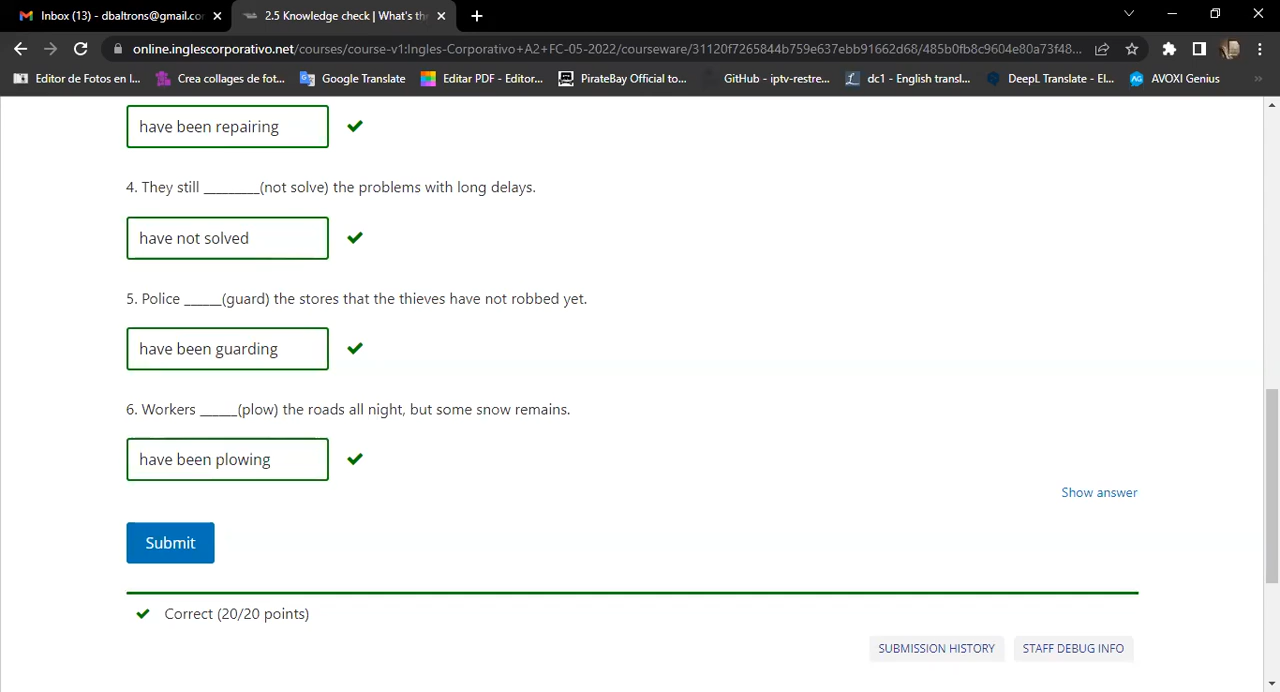 Inbox (13) - dbaltrons@gmail.co
2.5 Knowledge check | What's the
online.inglescorporativo.net/courses/course-v1:Ingles-Corporativo+A2+FC-05-2022/courseware/31120f7265844b759e637ebb91662d68/485b0fb8c9604e80a73f48...
Editor de Fotos en l... Crea collages de fot... Google Translate Editar PDF - Editor... PirateBay Official to... GitHub - iptv-restre... dc1 - English transl... DeepL Translate - El... AVOXI Genius »
have been repairing
4. They still _________(not solve) the problems with long delays.
have not solved
5. Police ______(guard) the stores that the thieves have not robbed yet.
have been guarding
6. Workers ______(plow) the roads all night, but some snow remains.
have been plowing
Show answer
Submit
Correct (20/20 points)
SUBMISSION HISTORY STAFF DEBUG INFO